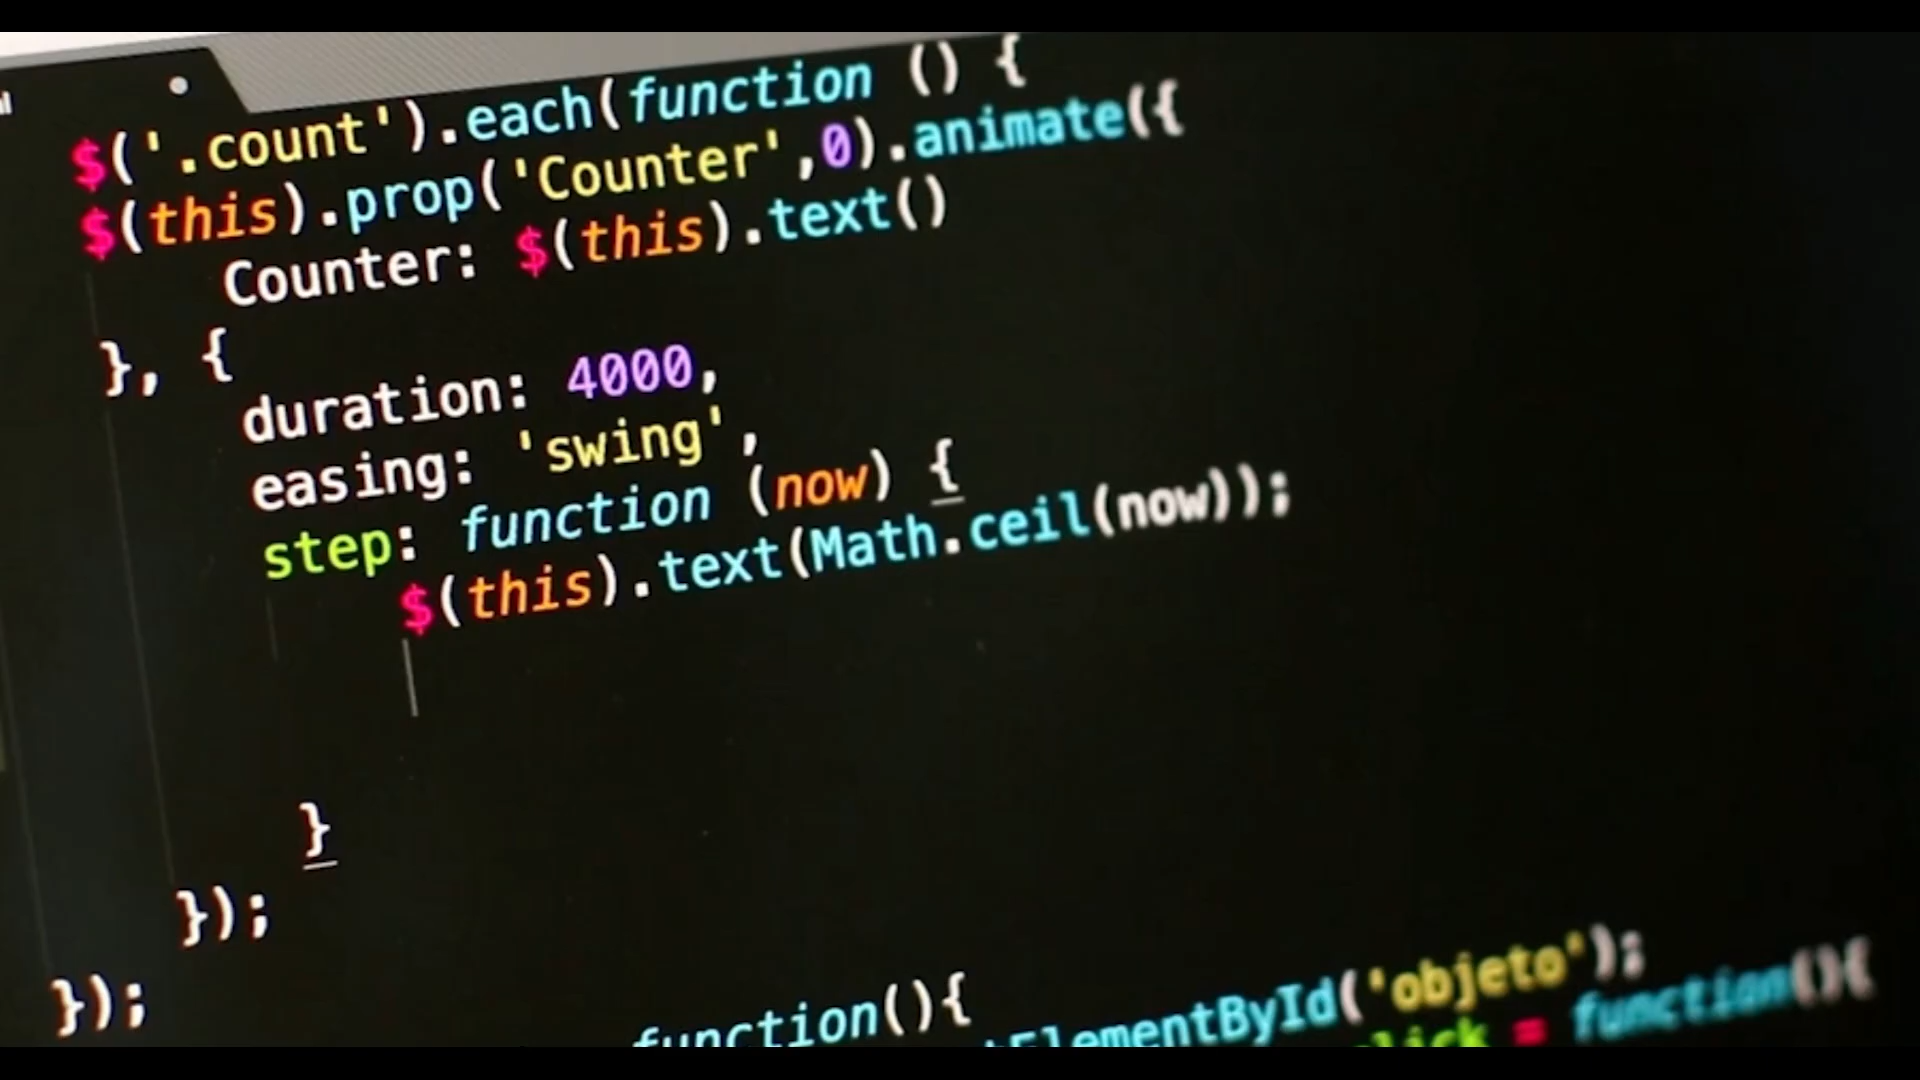 $('.count').each(function () {
$(this).prop('Counter',0).animate({
Counter: $(this).text()
}, {
duration: 4000,
easing: 'swing',
step: function (now) {
$(this).text(Math.ceil(now));
}
});
});
function(){
ElementById('objeto');
click = function(){